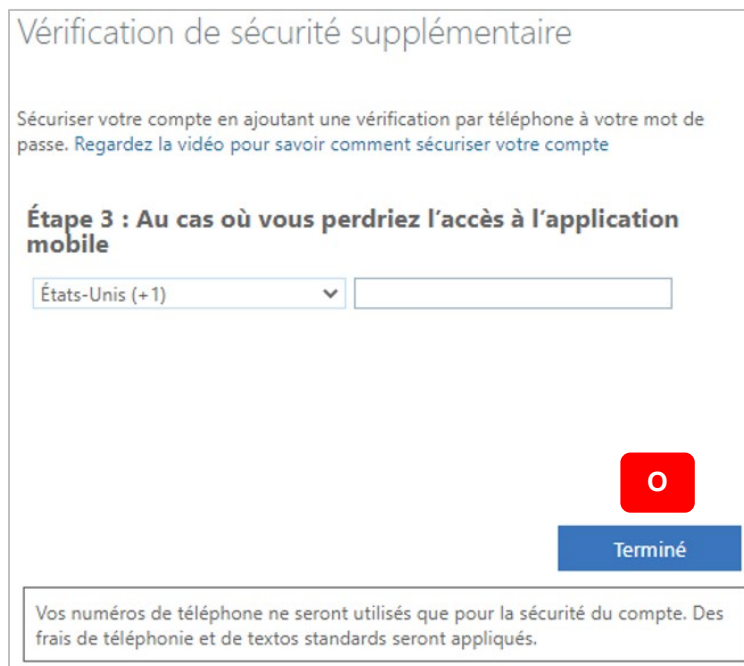 Vérification de sécurité supplémentaire
Sécuriser votre compte en ajoutant une vérification par téléphone à votre mot de
passe. Regardez la vidéo pour savoir comment sécuriser votre compte
Étape 3 : Au cas où vous perdriez l’accès à l’application
mobile
États-Unis (+1)
O
Terminé
Vos numéros de téléphone ne seront utilisés que pour la sécurité du compte. Des
frais de téléphonie et de textos standards seront appliqués.